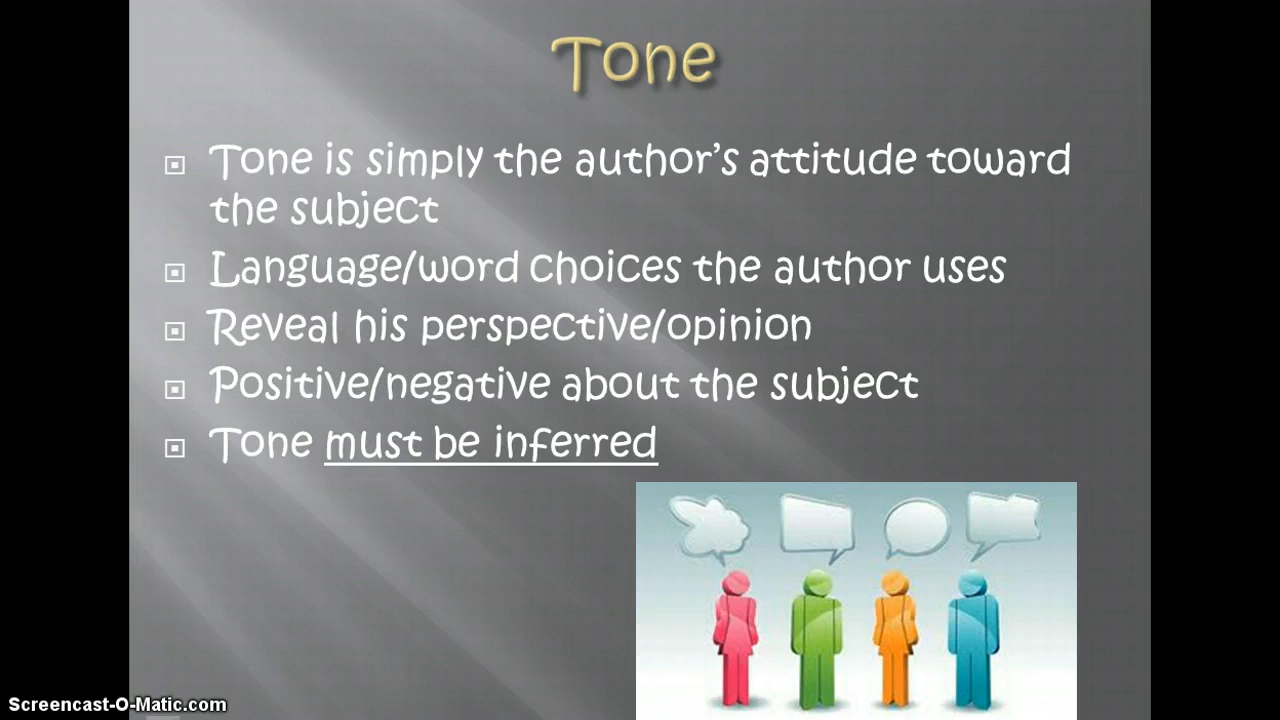 Tone
Tone is simply the author's attitude toward
the subject
Language/word choices the author uses
Reveal his perspective/opinion
Positive/negative about the subject
Tone must be inferred
Screencast-O-Matic.com